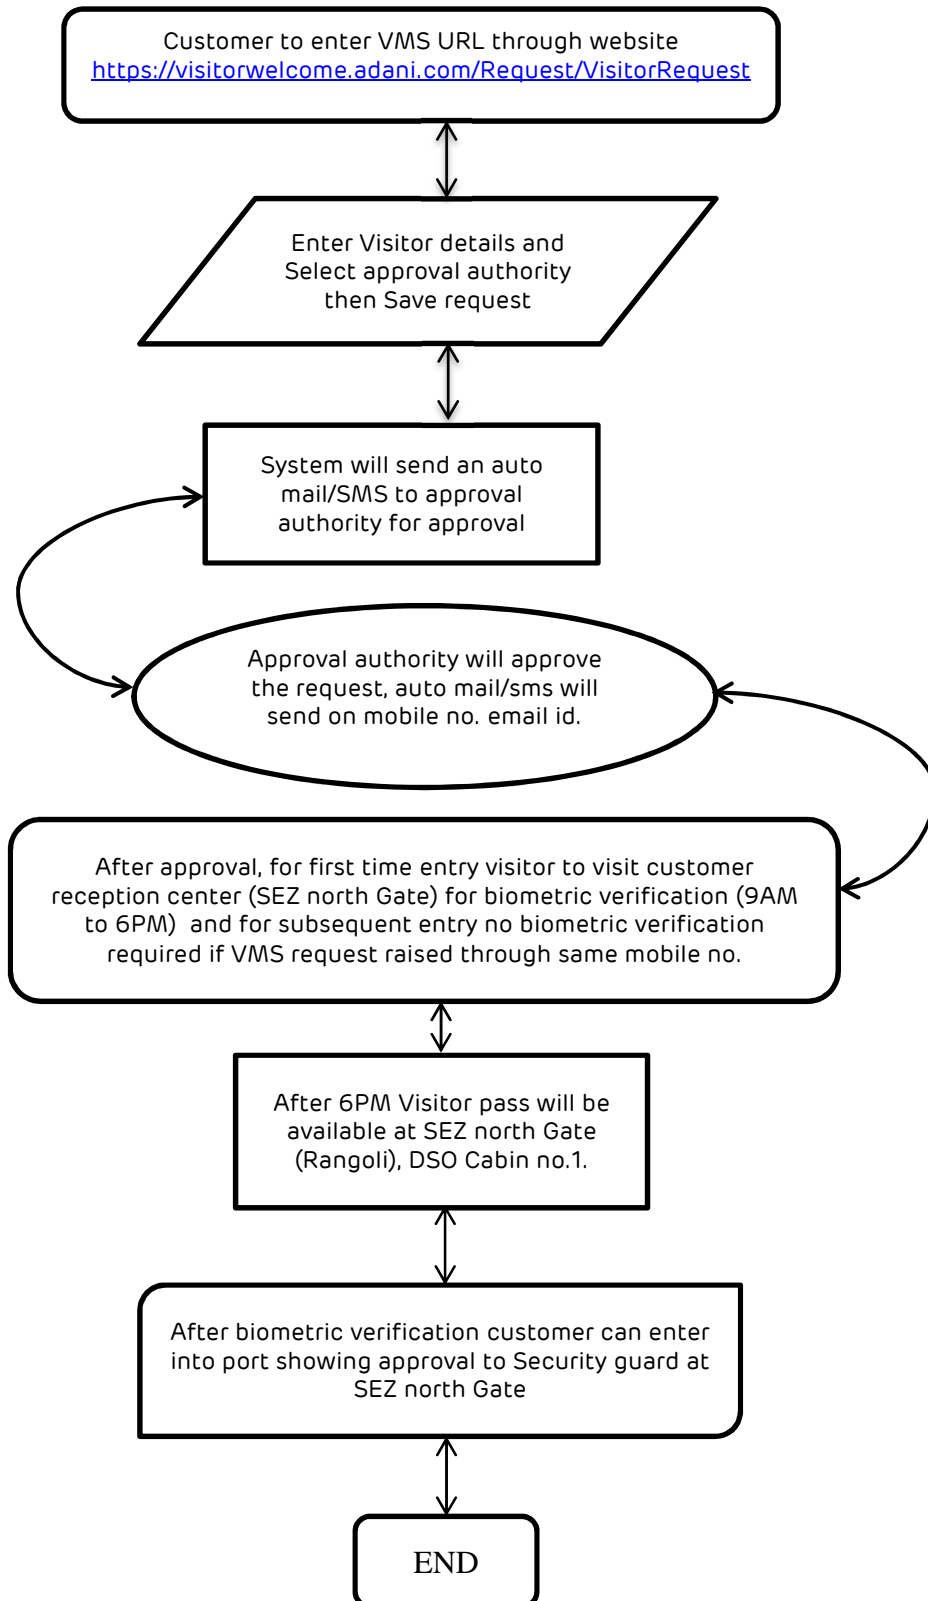 Customer to enter VMS URL through website
https://visitorwelcome.adani.com/Request/VisitorRequest
Enter Visitor details and
Select approval authority
then Save request
System will send an auto
mail/SMS to approval
authority for approval
Approval authority will approve
the request, auto mail/sms will
send on mobile no. email id.
After approval, for first time entry visitor to visit customer
reception center (SEZ north Gate) for biometric verification (9AM
to 6PM)  and for subsequent entry no biometric verification
required if VMS request raised through same mobile no.
After 6PM Visitor pass will be
available at SEZ north Gate
(Rangoli), DSO Cabin no.1.
After biometric verification customer can enter
into port showing approval to Security guard at
SEZ north Gate
END